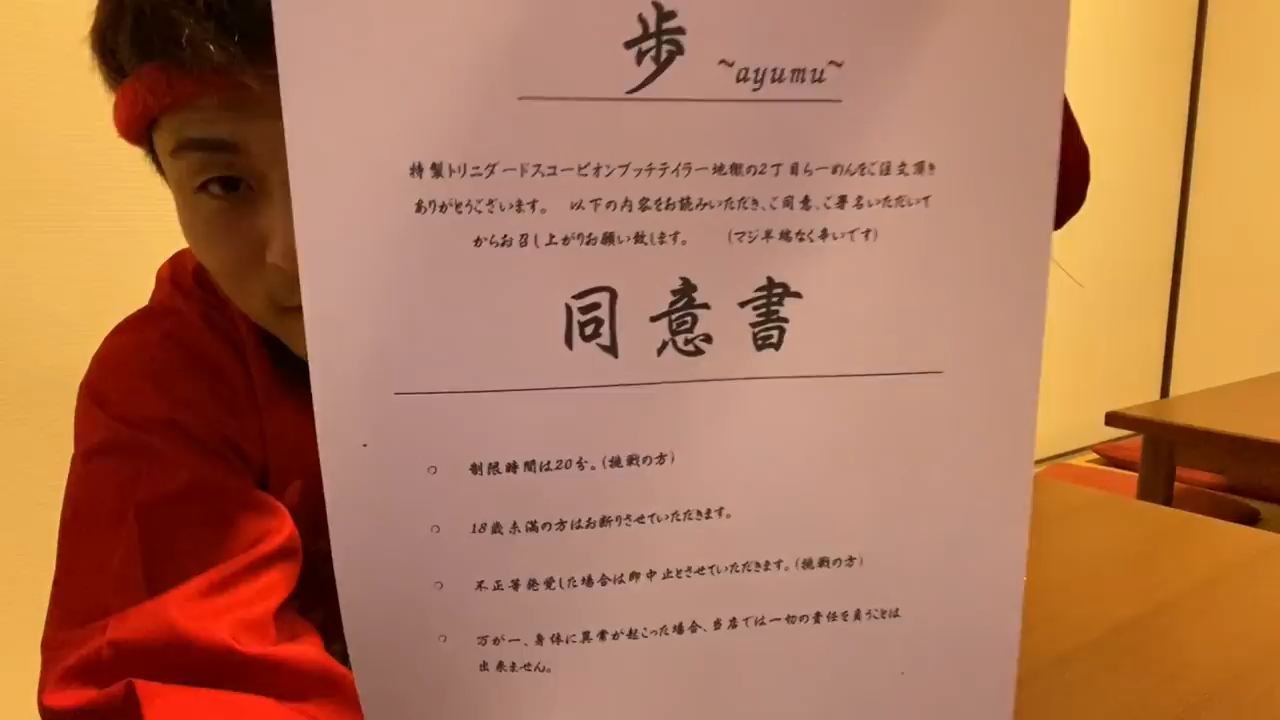 歩 ~ayumu~
特製トリニダードスコーピオンブッチテイラー地獄の2丁目らーめんをご注文頂き
ありがとうございます。 以下の内容をお読みいただき、ご同意、ご署名いただいて
からお召し上がりお願い致します。 (マジ半端なく辛いです)
同意書
○ 制限時間は20分。(挑戦の方)
○ 18歳未満の方はお断りさせていただきます。
○ 不正等発覚した場合は即中止とさせていただきます。(挑戦の方)
○ 万が一、身体に異常が起こった場合、当店では一切の責任を負うことは
出来ません。